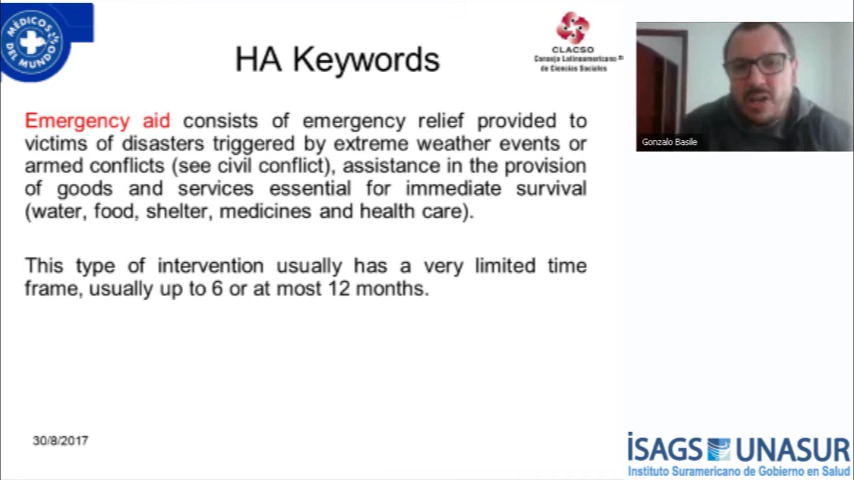 MÉDICOS
DEL MUNDO
HA Keywords
CLACSO
Consejo Latinoamericano
de Ciencias Sociales
Emergency aid consists of emergency relief provided to
victims of disasters triggered by extreme weather events or
armed conflicts (see civil conflict), assistance in the provision
of goods and services essential for immediate survival
(water, food, shelter, medicines and health care).
This type of intervention usually has a very limited time
frame, usually up to 6 or at most 12 months.
30/8/2017
Gonzalo Basile
iSAGS UNASUR
Instituto Suramericano de Gobierno en Salud